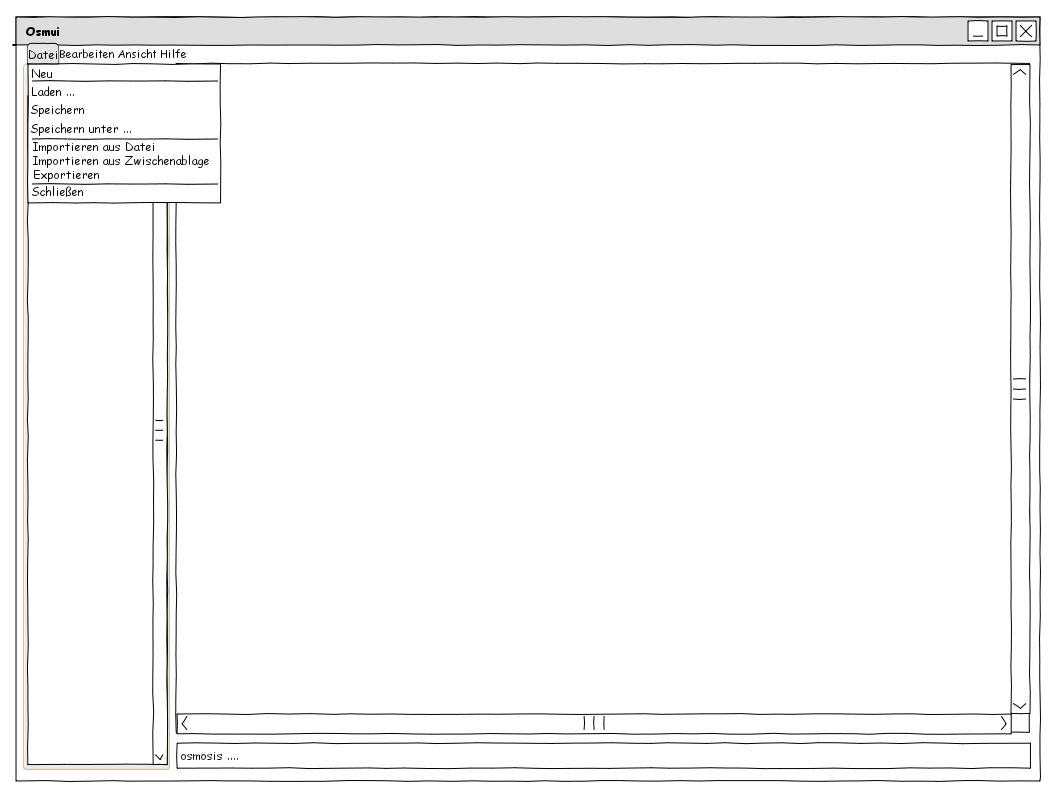 Osmui
Datei Bearbeiten Ansicht Hilfe
Neu
Laden ...
Speichern
Speichern unter ...
Importieren aus Datei
Importieren aus Zwischenablage
Exportieren
Schließen
osmosis ....